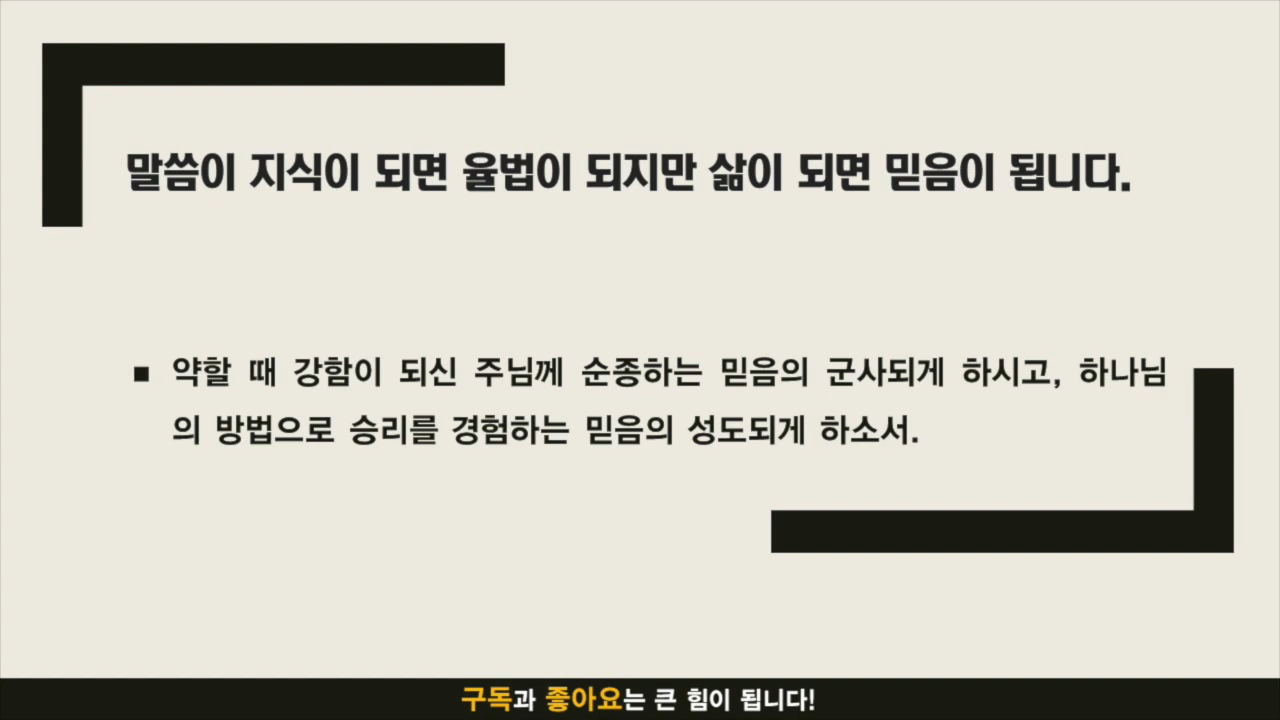 말씀이 지식이 되면 율법이 되지만 삶이 되면 믿음이 됩니다.
■ 약할 때 강함이 되신 주님께 순종하는 믿음의 군사되게 하시고, 하나님
의 방법으로 승리를 경험하는 믿음의 성도되게 하소서.
구독과 좋아요는 큰 힘이 됩니다!